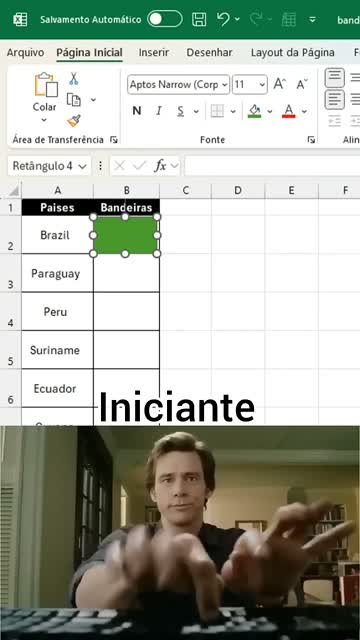 Salvamento Automático
band
Arquivo Página Inicial Inserir Desenhar Layout da Página F
Colar
Aptos Narrow (Corp 11 A A
N I S A
Área de Transferência Fonte Alin
Retângulo 4 fx
A B C D E F
1 Paises Bandeiras
2 Brazil
3 Paraguay
4 Peru
5 Suriname
6 Ecuador
Iniciante